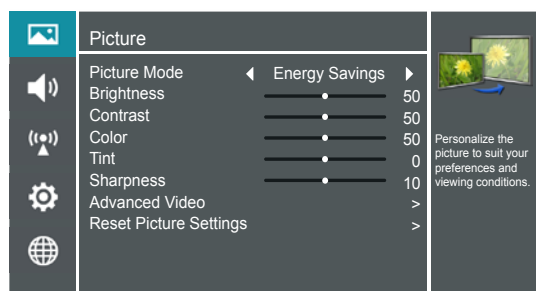 Picture
Picture Mode Energy Savings
Brightness 50
Contrast 50
Color 50
Tint 0
Sharpness 10
Advanced Video >
Reset Picture Settings >
Personalize the
picture to suit your
preferences and
viewing conditions.